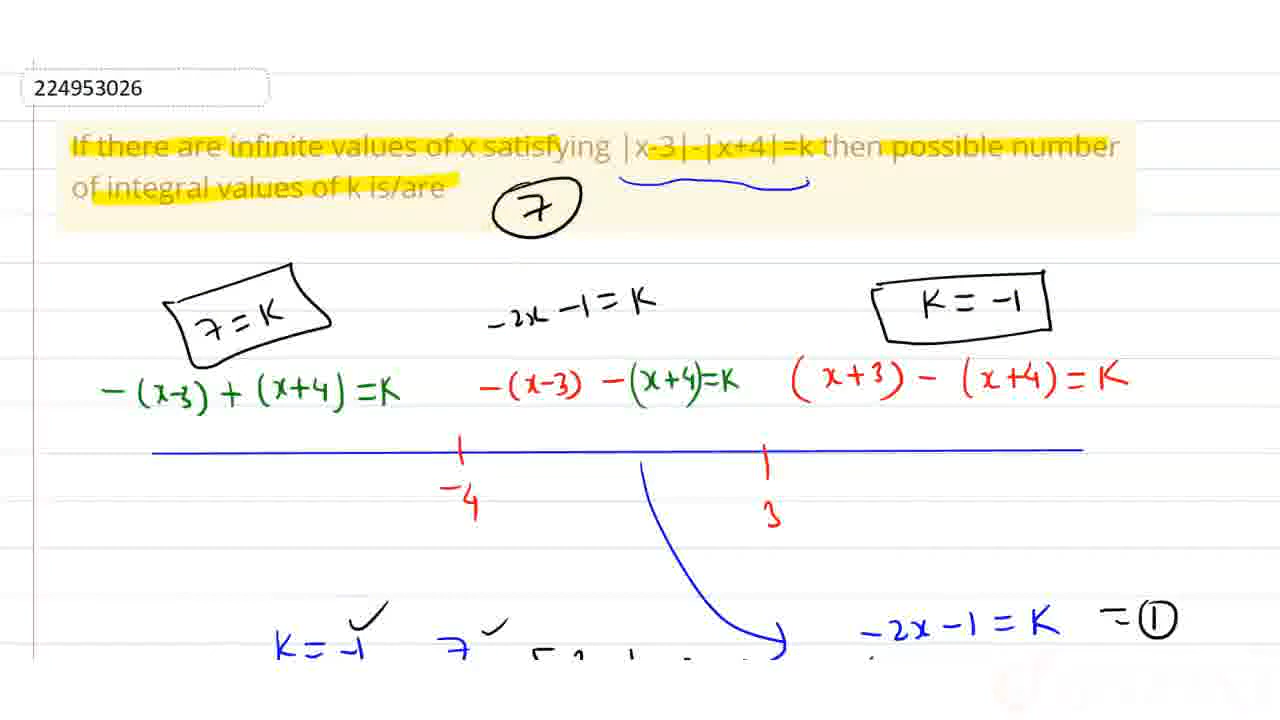 224953026
If there are infinite values of x satisfying |x-3|-|x+4|=k then possible number
of integral values of k is/are
7
7 = K
-2x -1 = K
K = -1
-(x-3) + (x+4) = K
-(x-3) -(x+4)=K
(x+3) - (x+4) = K
-4
3
-2x -1 = K = 1
K = -1 7